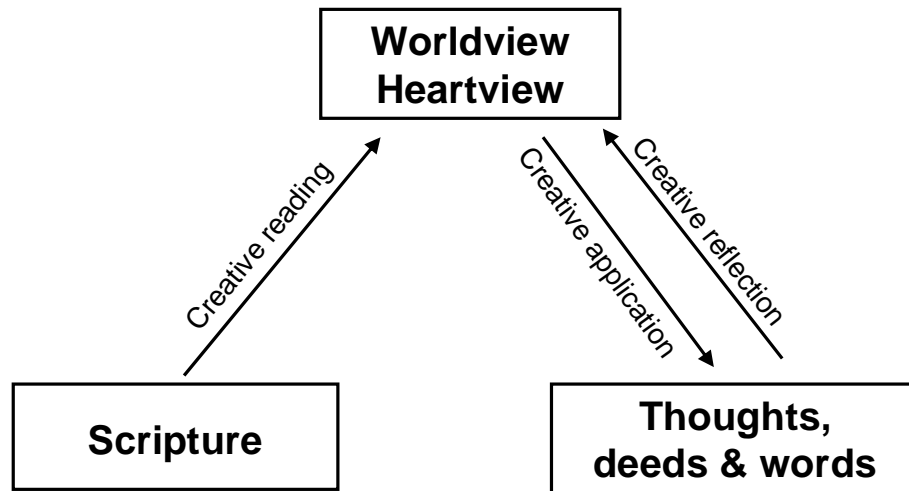 Worldview
Heartview
Creative reading
Creative application
Creative reflection
Scripture
Thoughts,
deeds & words